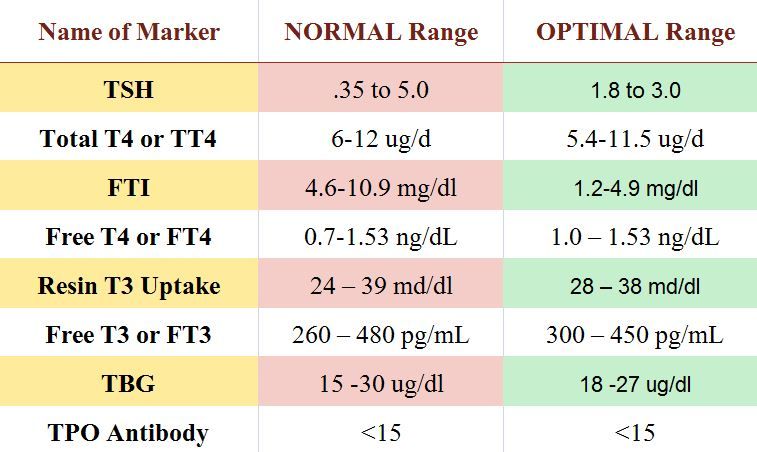 Name of Marker NORMAL Range OPTIMAL Range
TSH .35 to 5.0 1.8 to 3.0
Total T4 or TT4 6-12 ug/d 5.4-11.5 ug/d
FTI 4.6-10.9 mg/dl 1.2-4.9 mg/dl
Free T4 or FT4 0.7-1.53 ng/dL 1.0 – 1.53 ng/dL
Resin T3 Uptake 24 – 39 md/dl 28 – 38 md/dl
Free T3 or FT3 260 – 480 pg/mL 300 – 450 pg/mL
TBG 15 -30 ug/dl 18 -27 ug/dl
TPO Antibody <15 <15